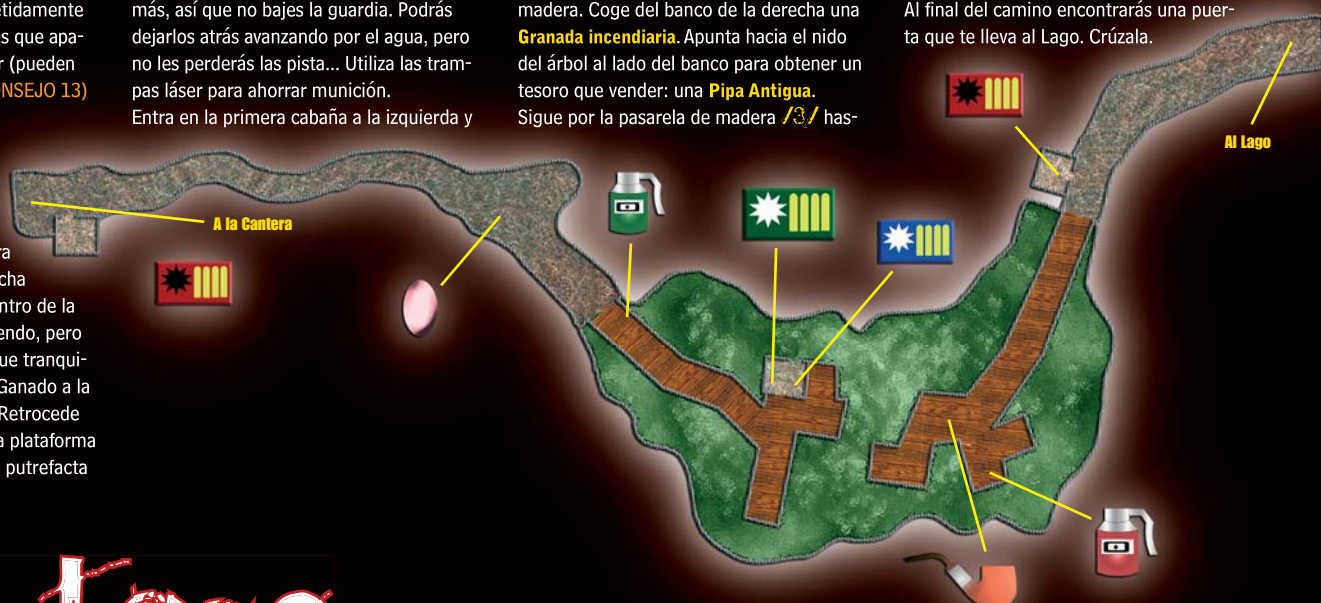 etidamente
s que apa-
r (pueden
ONSEJO 13)
ra
cha
ntro de la
endo, pero
ue tranqui-
Ganado a la
Retrocede
a plataforma
putrefacta
más, así que no bajes la guardia. Podrás
dejarlos atrás avanzando por el agua, pero
no les perderás las pista... Utiliza las tram-
pas láser para ahorrar munición.
Entra en la primera cabaña a la izquierda y
madera. Coge del banco de la derecha una
Granada incendiaria. Apunta hacia el nido
del árbol al lado del banco para obtener un
tesoro que vender: una Pipa Antigua.
Sigue por la pasarela de madera /3/ has-
Al final del camino encontrarás una puer-
ta que te lleva al Lago. Crúzala.
A la Cantera
Al Lago